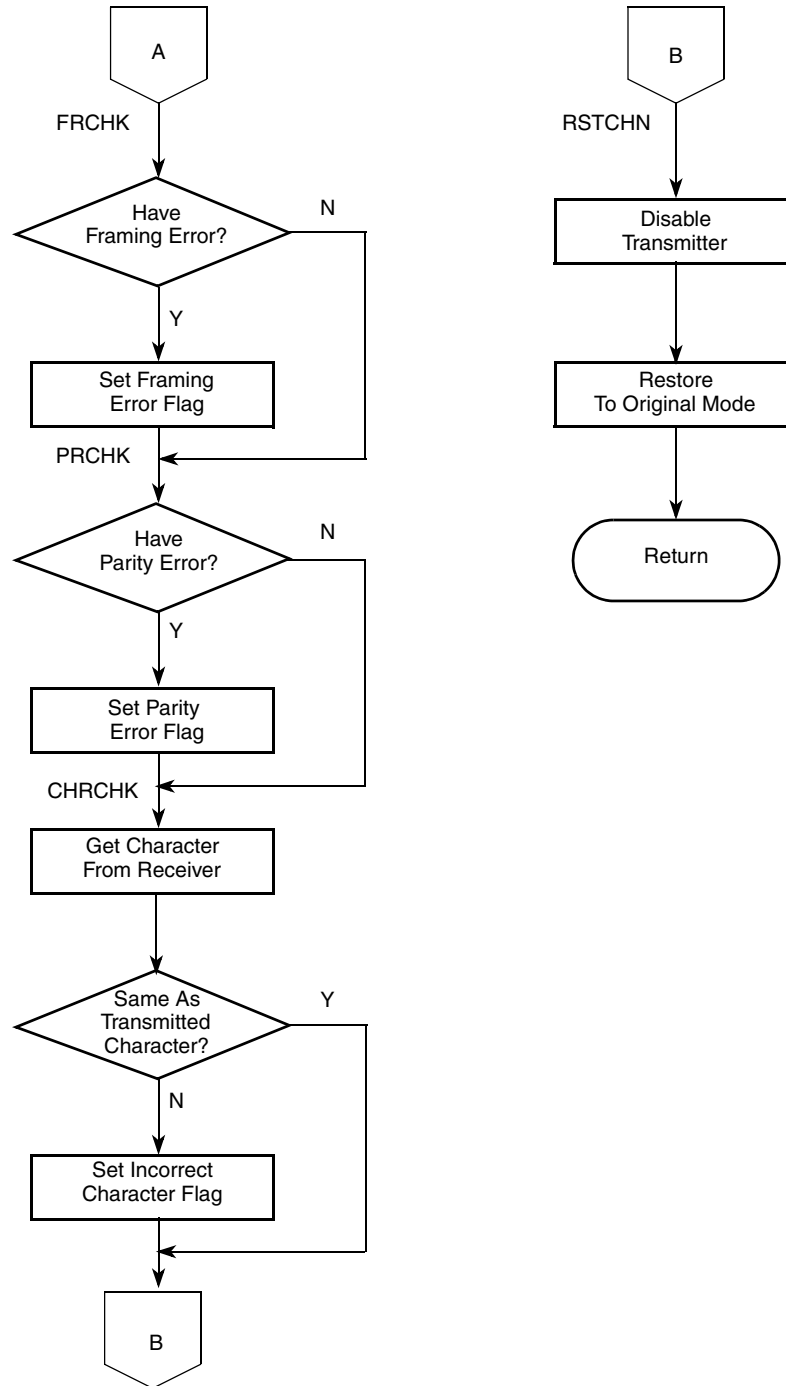 A
FRCHK
Have
Framing Error?
N
Y
Set Framing
Error Flag
PRCHK
Have
Parity Error?
N
Y
Set Parity
Error Flag
CHRCHK
Get Character
From Receiver
Same As
Transmitted
Character?
Y
N
Set Incorrect
Character Flag
B
B
RSTCHN
Disable
Transmitter
Restore
To Original Mode
Return